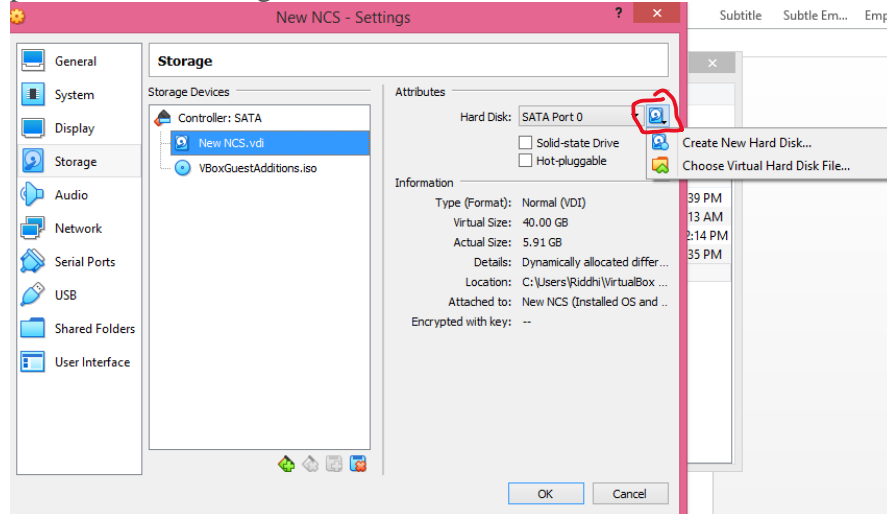 New NCS - Settings
?
×
Subtitle
Subtle Em...
Emp
General
System
Display
Storage
Audio
Network
Serial Ports
USB
Shared Folders
User Interface
Storage
Storage Devices
Controller: SATA
New NCS.vdi
VBoxGuestAdditions.iso
Attributes
Hard Disk: SATA Port 0
Solid-state Drive
Hot-pluggable
Create New Hard Disk...
Choose Virtual Hard Disk File...
Information
Type (Format): Normal (VDI)
Virtual Size: 40.00 GB
Actual Size: 5.91 GB
Details: Dynamically allocated differ...
Location: C:\Users\Riddhi\VirtualBox ...
Attached to: New NCS (Installed OS and ..
Encrypted with key: --
39 PM
13 AM
2:14 PM
35 PM
OK
Cancel